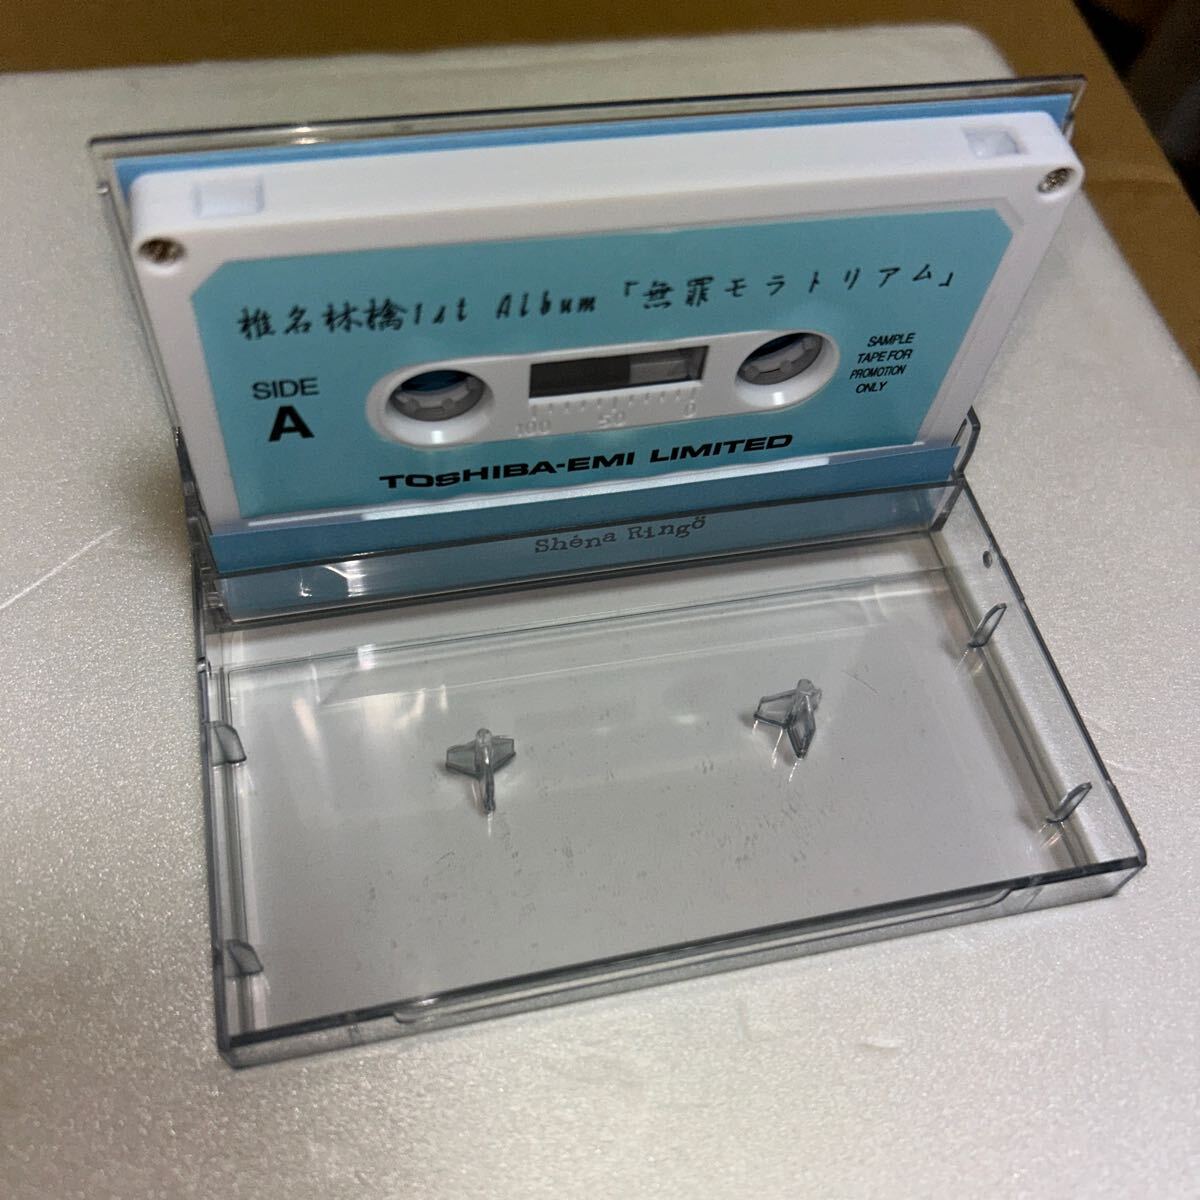 椎名林檎1st Album「無罪モラトリアム」
SIDE
A
SAMPLE
TAPE FOR
PROMOTION
ONLY
100 50 0
TOSHIBA-EMI LIMITED
Shéna Ringö